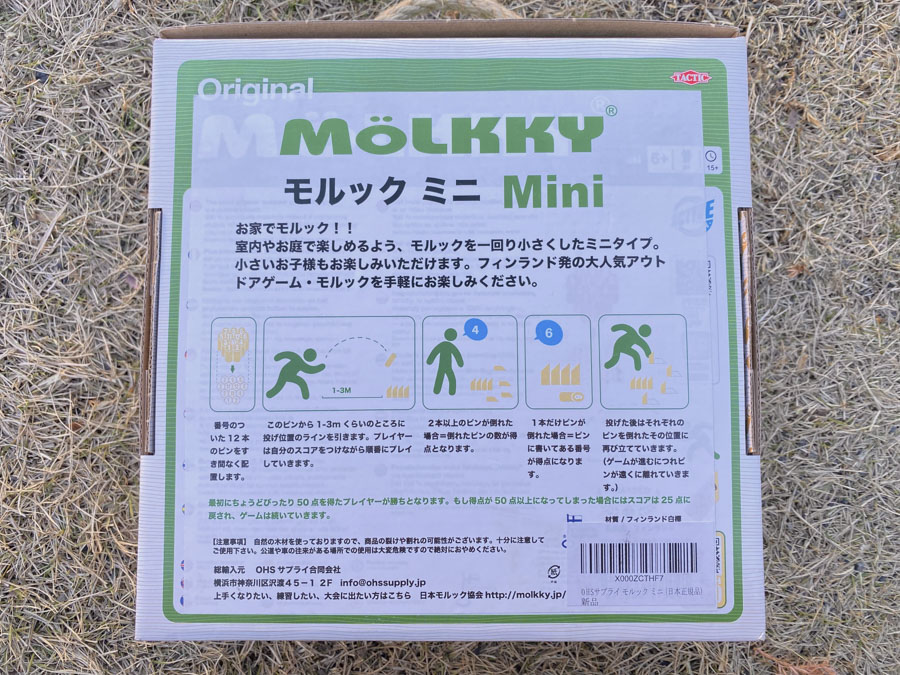 Original
TACTIC
MÖLKKY®
15+
モルック ミニ Mini
お家でモルック！！
室内やお庭で楽しめるよう、モルックを一回り小さくしたミニタイプ。
小さいお子様もお楽しみいただけます。フィンランド発の大人気アウト
ドアゲーム・モルックを手軽にお楽しみください。
4
6
1-3M
番号のつ
いた１２本
のピンをす
き間なく配
置します。
このピンから 1-3m くらいのところに
投げ位置のラインを引きます。プレイヤー
は自分のスコアをつけながら順番にプレイ
していきます。
２本以上のピンが倒れた
場合＝倒れたピンの数が得
点となります。
１本だけピンが
倒れた場合＝ピン
に書いてある番号
が得点になりま
す。
投げた後はそれぞれの
ピンを倒れたその位置に
再び立てていきます。
(ゲームが進むにつれピ
ンが遠くに離れていきま
す。)
最初にちょうどぴったり 50 点を得たプレイヤーが勝ちとなります。もし得点が 50 点以上になってしまった場合にはスコアは 25 点に
戻され、ゲームは続いていきます。
材質 / フィンランド白樺
【注意事項】 自然の木材を使っておりますので、商品の裂けや割れの可能性がございます。十分に注意して
ご使用下さい。公道や車の往来がある場所での使用は大変危険ですので絶対におやめください。
総輸入元 OHS サプライ合同会社
横浜市神奈川区沢渡４５－１ ２F info@ohssupply.jp
上手くなりたい、練習したい、大会に出たい方はこちら 日本モルック協会 http://molkky.jp/
X000ZCTHF7
OHSサプライ モルック ミニ (日本正規品)
新品